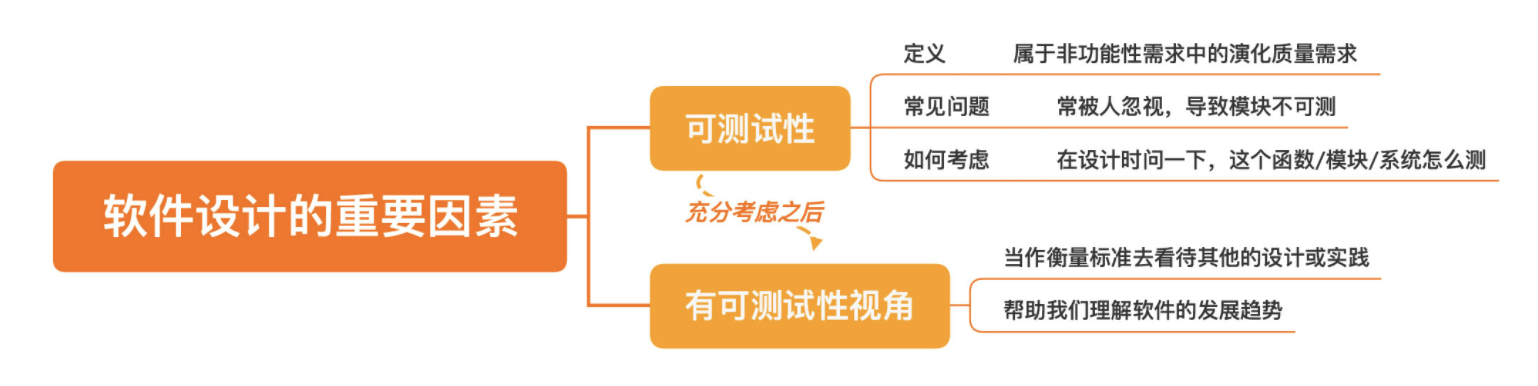 软件设计的重要因素
可测试性
定义 属于非功能性需求中的演化质量需求
常见问题 常被人忽视，导致模块不可测
如何考虑 在设计时问一下，这个函数/模块/系统怎么测
充分考虑之后
有可测试性视角
当作衡量标准去看待其他的设计或实践
帮助我们理解软件的发展趋势